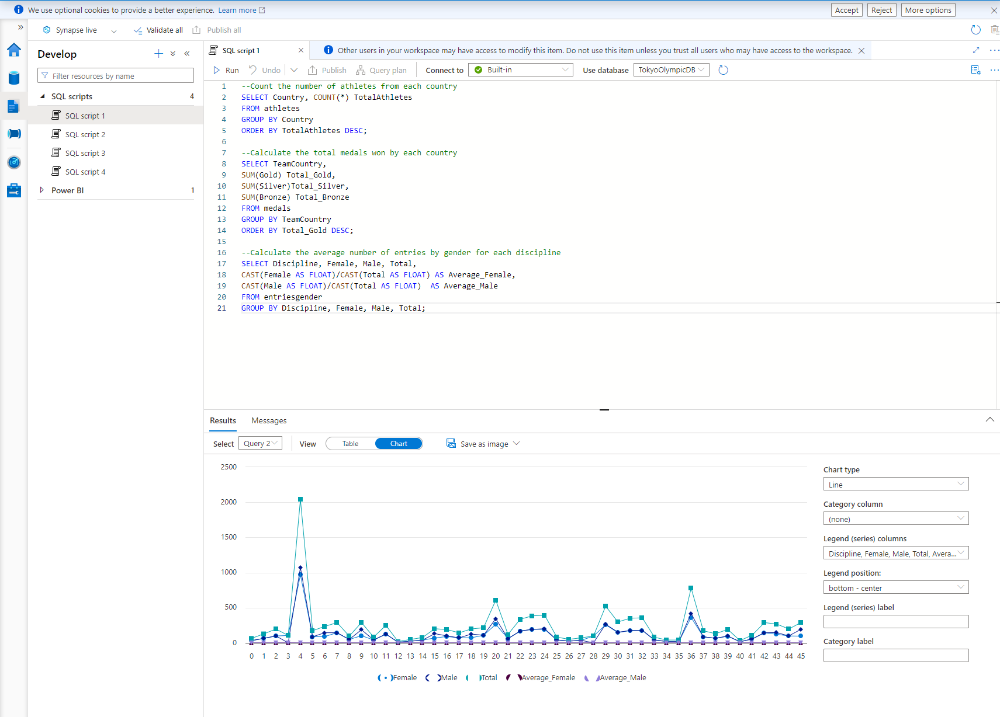 We use optional cookies to provide a better experience. Learn more
Accept
Reject
More options
Synapse live
Validate all
Publish all
Develop
Filter resources by name
SQL scripts 4
SQL script 1
SQL script 2
SQL script 3
SQL script 4
Power BI 1
SQL script 1
Other users in your workspace may have access to modify this item. Do not use this item unless you trust all users who may have access to the workspace.
Run Undo Publish Query plan Connect to Built-in Use database TokyoOlympicDB
1 --Count the number of athletes from each country
2 SELECT Country, COUNT(*) TotalAthletes
3 FROM athletes
4 GROUP BY Country
5 ORDER BY TotalAthletes DESC;
6
7 --Calculate the total medals won by each country
8 SELECT TeamCountry,
9 SUM(Gold) Total_Gold,
10 SUM(Silver)Total_Silver,
11 SUM(Bronze) Total_Bronze
12 FROM medals
13 GROUP BY TeamCountry
14 ORDER BY Total_Gold DESC;
15
16 --Calculate the average number of entries by gender for each discipline
17 SELECT Discipline, Female, Male, Total,
18 CAST(Female AS FLOAT)/CAST(Total AS FLOAT) AS Average_Female,
19 CAST(Male AS FLOAT)/CAST(Total AS FLOAT)  AS Average_Male
20 FROM entriesgender
21 GROUP BY Discipline, Female, Male, Total;
Results Messages
Select Query 2 View Table Chart Save as image
2500
2000
1500
1000
500
0
0 1 2 3 4 5 6 7 8 9 10 11 12 13 14 15 16 17 18 19 20 21 22 23 24 25 26 27 28 29 30 31 32 33 34 35 36 37 38 39 40 41 42 43 44 45
Female Male Total Average_Female Average_Male
Chart type
Line
Category column
(none)
Legend (series) columns
Discipline, Female, Male, Total, Avera...
Legend position:
bottom - center
Legend (series) label
Category label